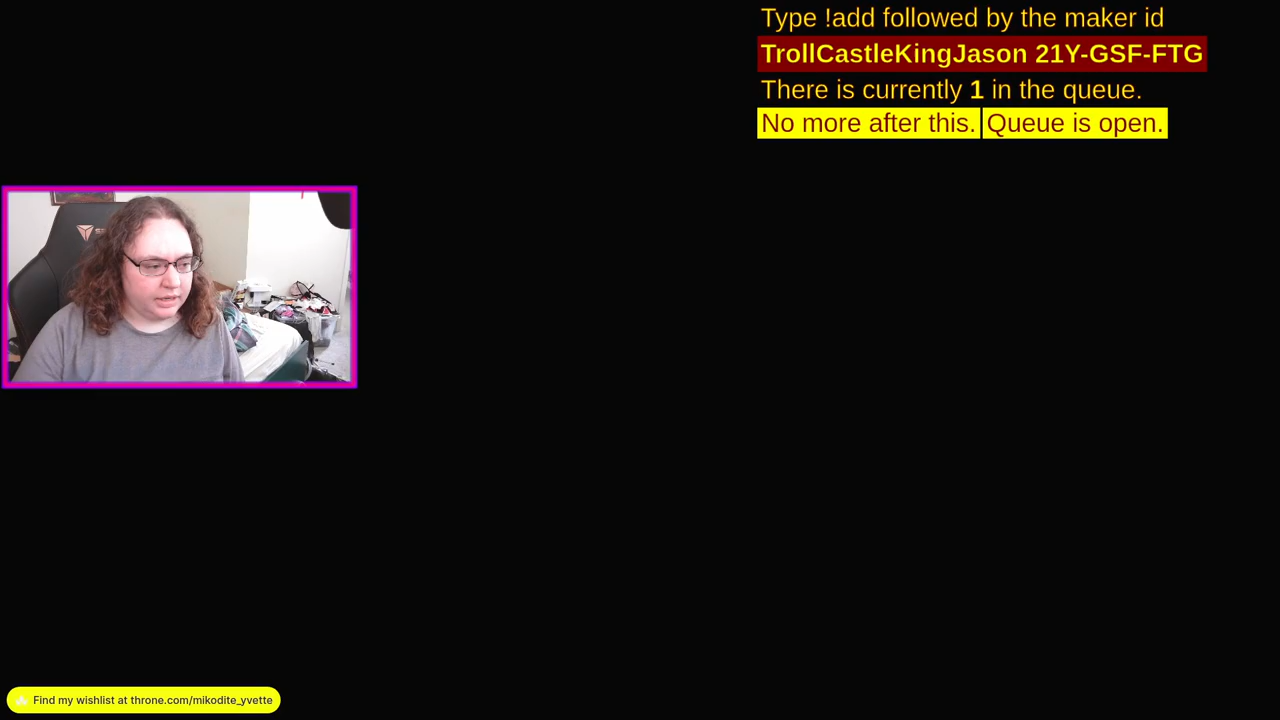 Type !add followed by the maker id
TrollCastleKingJason 21Y-GSF-FTG
There is currently 1 in the queue.
No more after this. Queue is open.
Find my wishlist at throne.com/mikodite_yvette